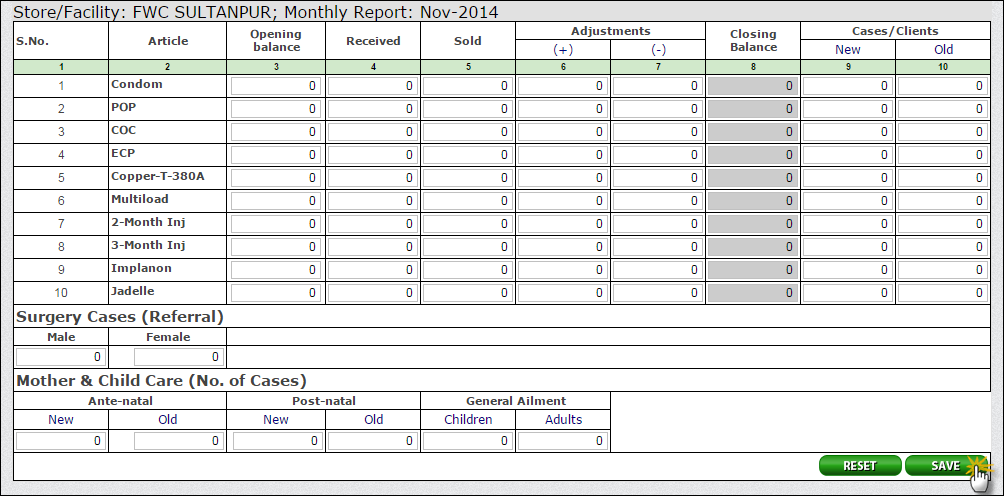 Store/Facility: FWC SULTANPUR; Monthly Report: Nov-2014
S.No. Article Opening balance Received Sold Adjustments Closing Balance Cases/Clients
(+) (-) New Old
1 2 3 4 5 6 7 8 9 10
1 Condom 0 0 0 0 0 0 0 0
2 POP 0 0 0 0 0 0 0 0
3 COC 0 0 0 0 0 0 0 0
4 ECP 0 0 0 0 0 0 0 0
5 Copper-T-380A 0 0 0 0 0 0 0 0
6 Multiload 0 0 0 0 0 0 0 0
7 2-Month Inj 0 0 0 0 0 0 0 0
8 3-Month Inj 0 0 0 0 0 0 0 0
9 Implanon 0 0 0 0 0 0 0 0
10 Jadelle 0 0 0 0 0 0 0 0
Surgery Cases (Referral)
Male Female
0 0
Mother & Child Care (No. of Cases)
Ante-natal Post-natal General Ailment
New Old New Old Children Adults
0 0 0 0 0 0
RESET SAVE